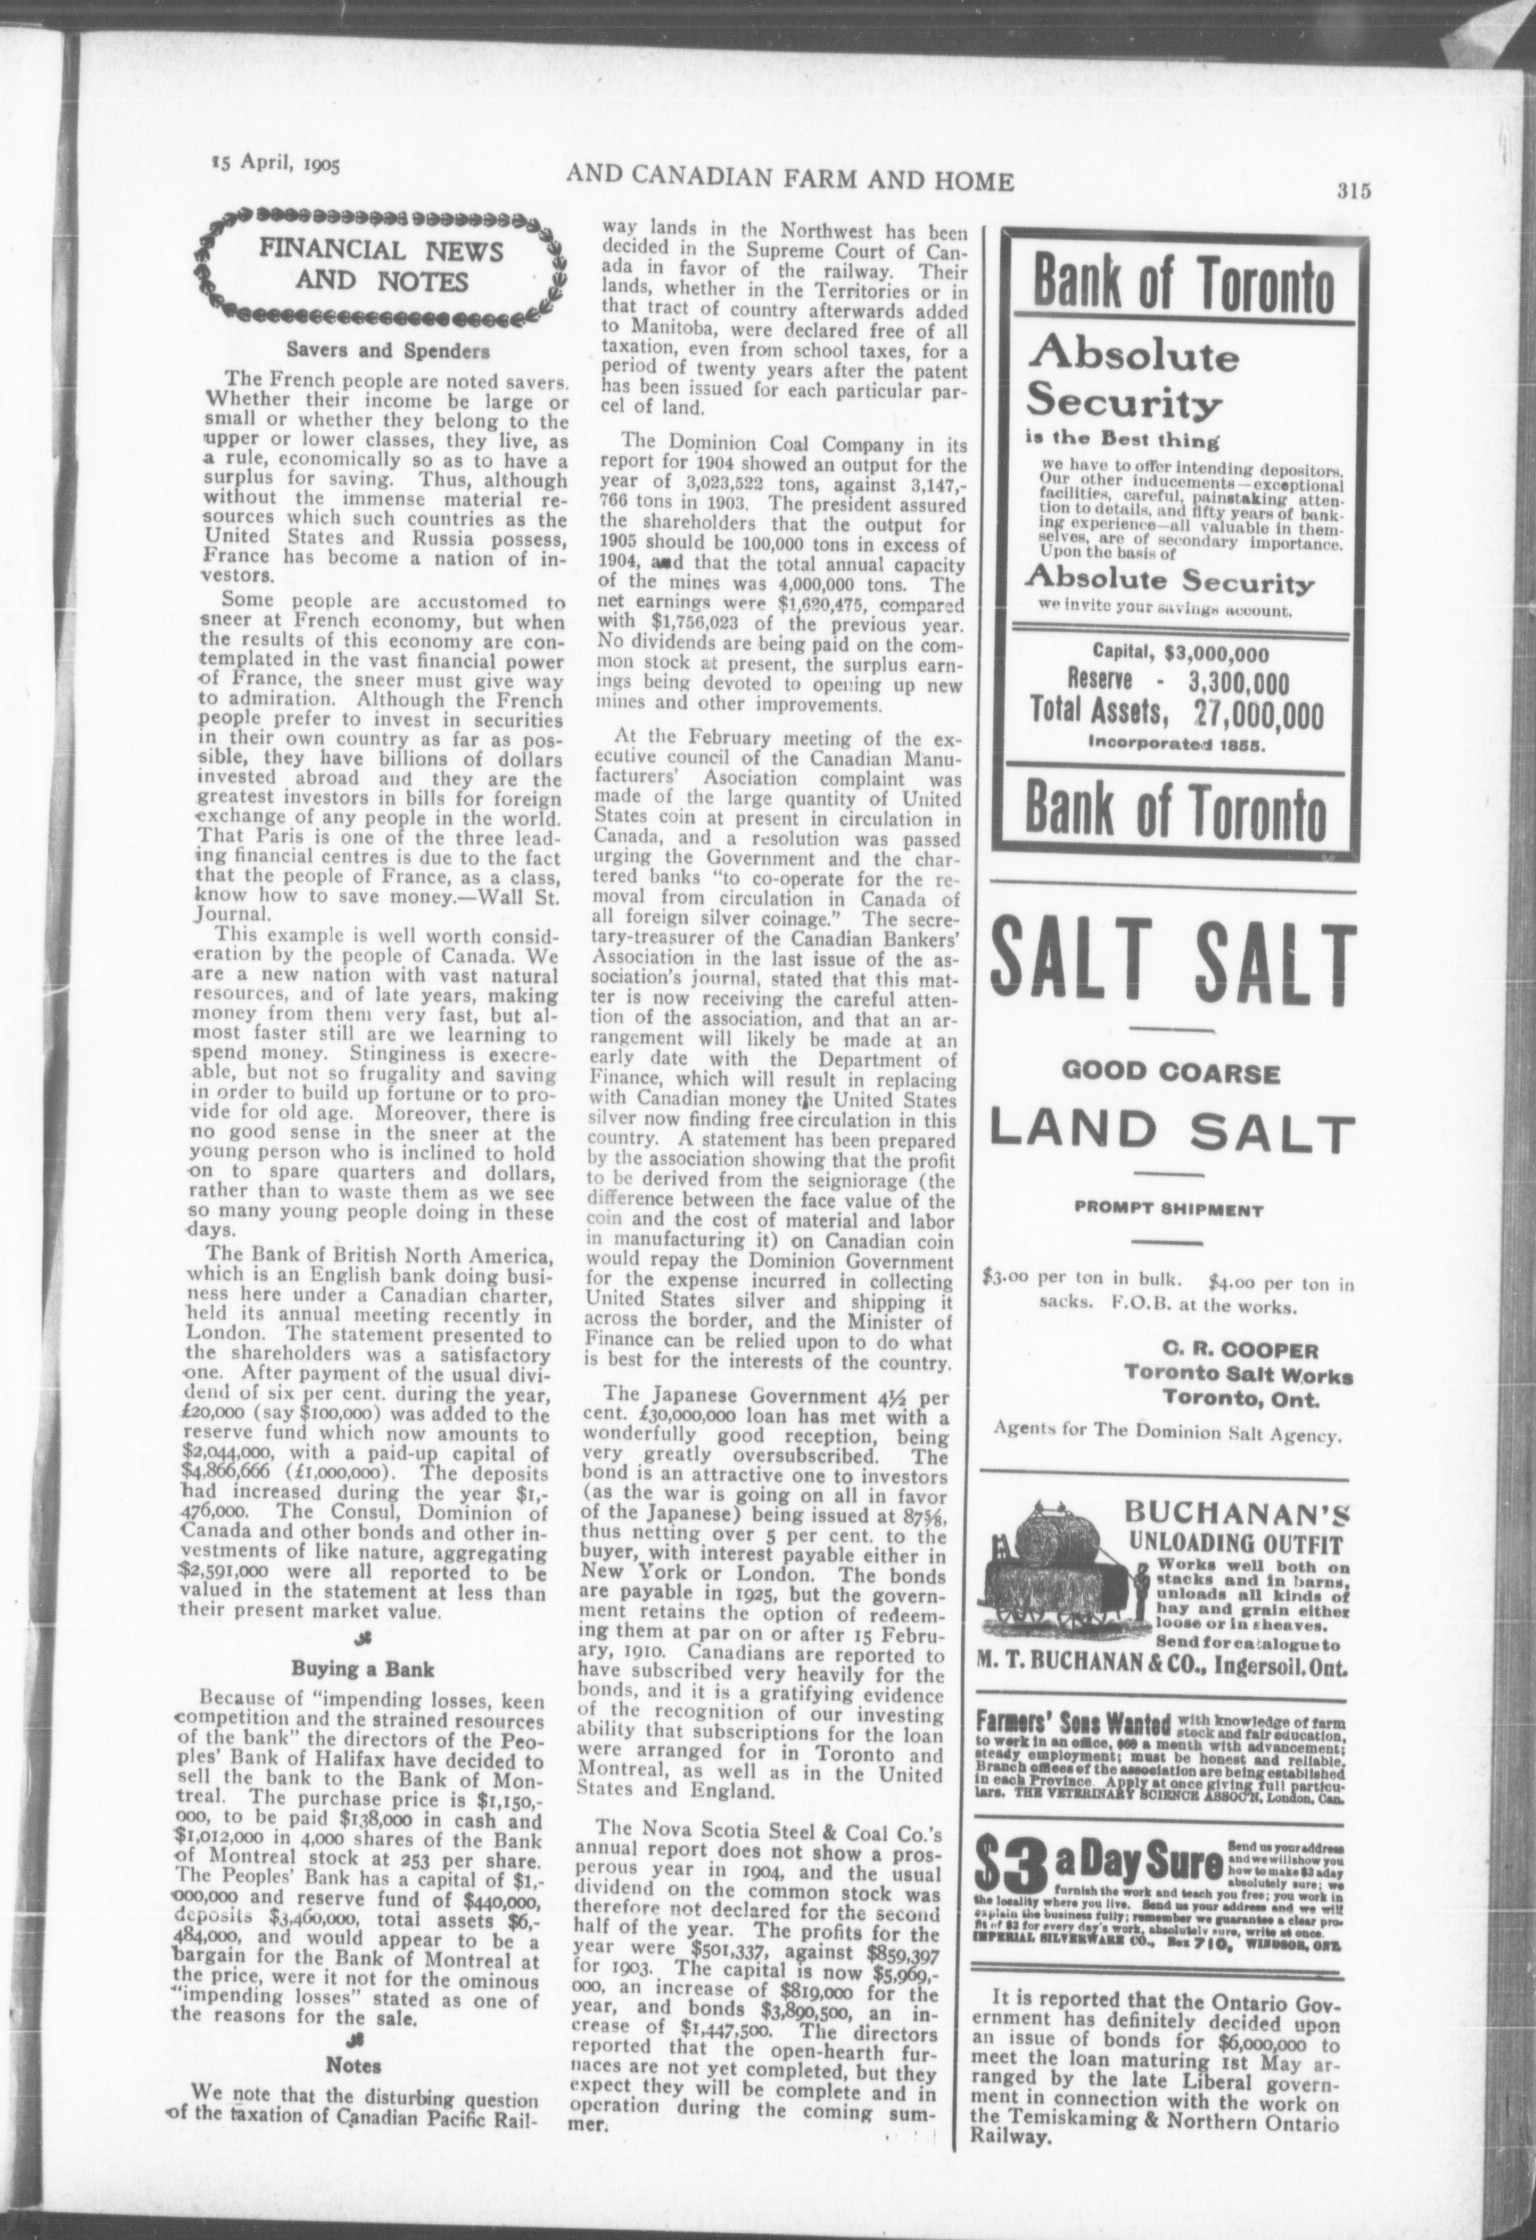 15 April, 1905
AND CANADIAN FARM AND HOME
315
FINANCIAL NEWS
AND NOTES
Savers and Spenders
The French people are noted savers.
Whether their income be large or
small or whether they belong to the
upper or lower classes, they live, as
a rule, economically so as to have a
surplus for saving. Thus, although
without the immense material re-
sources which such countries as the
United States and Russia possess,
France has become a nation of in-
vestors.
Some people are accustomed to
sneer at French economy, but when
the results of this economy are con-
templated in the vast financial power
of France, the sneer must give way
to admiration. Although the French
people prefer to invest in securities
in their own country as far as pos-
sible, they have billions of dollars
invested abroad and they are the
greatest investors in bills for foreign
exchange of any people in the world.
That Paris is one of the three lead-
ing financial centres is due to the fact
that the people of France, as a class,
know how to save money.—Wall St.
Journal.
This example is well worth consid-
eration by the people of Canada. We
are a new nation with vast natural
resources, and of late years, making
money from them very fast, but al-
most faster still are we learning to
spend money. Stinginess is execre-
able, but not so frugality and saving
in order to build up fortune or to pro-
vide for old age. Moreover, there is
no good sense in the sneer at the
young person who is inclined to hold
on to spare quarters and dollars,
rather than to waste them as we see
so many young people doing in these
days.
The Bank of British North America,
which is an English bank doing busi-
ness here under a Canadian charter,
held its annual meeting recently in
London. The statement presented to
the shareholders was a satisfactory
one. After payment of the usual divi-
dend of six per cent. during the year,
£20,000 (say $100,000) was added to the
reserve fund which now amounts to
$2,044,000, with a paid-up capital of
$4,866,666 (£1,000,000). The deposits
had increased during the year $1,-
476,000. The Consul, Dominion of
Canada and other bonds and other in-
vestments of like nature, aggregating
$2,591,000 were all reported to be
valued in the statement at less than
their present market value.
Buying a Bank
Because of "impending losses, keen
competition and the strained resources
of the bank" the directors of the Peo-
ples' Bank of Halifax have decided to
sell the bank to the Bank of Mon-
treal. The purchase price is $1,150,-
000, to be paid $138,000 in cash and
$1,012,000 in 4,000 shares of the Bank
of Montreal stock at 253 per share.
The Peoples' Bank has a capital of $1,-
000,000 and reserve fund of $440,000,
deposits $3,460,000, total assets $6,-
484,000, and would appear to be a
bargain for the Bank of Montreal at
the price, were it not for the ominous
"impending losses" stated as one of
the reasons for the sale.
Notes
We note that the disturbing question
of the taxation of Canadian Pacific Rail-
way lands in the Northwest has been
decided in the Supreme Court of Can-
ada in favor of the railway. Their
lands, whether in the Territories or in
that tract of country afterwards added
to Manitoba, were declared free of all
taxation, even from school taxes, for a
period of twenty years after the patent
has been issued for each particular par-
cel of land.
The Dominion Coal Company in its
report for 1904 showed an output for the
year of 3,023,522 tons, against 3,147,-
766 tons in 1903. The president assured
the shareholders that the output for
1905 should be 100,000 tons in excess of
1904, and that the total annual capacity
of the mines was 4,000,000 tons. The
net earnings were $1,620,475, compared
with $1,756,023 of the previous year.
No dividends are being paid on the com-
mon stock at present, the surplus earn-
ings being devoted to opening up new
mines and other improvements.
At the February meeting of the ex-
ecutive council of the Canadian Manu-
facturers' Asociation complaint was
made of the large quantity of United
States coin at present in circulation in
Canada, and a resolution was passed
urging the Government and the char-
tered banks "to co-operate for the re-
moval from circulation in Canada of
all foreign silver coinage." The secre-
tary-treasurer of the Canadian Bankers'
Association in the last issue of the as-
sociation's journal, stated that this mat-
ter is now receiving the careful atten-
tion of the association, and that an ar-
rangement will likely be made at an
early date with the Department of
Finance, which will result in replacing
with Canadian money the United States
silver now finding free circulation in this
country. A statement has been prepared
by the association showing that the profit
to be derived from the seigniorage (the
difference between the face value of the
coin and the cost of material and labor
in manufacturing it) on Canadian coin
would repay the Dominion Government
for the expense incurred in collecting
United States silver and shipping it
across the border, and the Minister of
Finance can be relied upon to do what
is best for the interests of the country.
The Japanese Government 4½ per
cent. £30,000,000 loan has met with a
wonderfully good reception, being
very greatly oversubscribed. The
bond is an attractive one to investors
(as the war is going on all in favor
of the Japanese) being issued at 87⅝,
thus netting over 5 per cent. to the
buyer, with interest payable either in
New York or London. The bonds
are payable in 1925, but the govern-
ment retains the option of redeem-
ing them at par on or after 15 Febru-
ary, 1910. Canadians are reported to
have subscribed very heavily for the
bonds, and it is a gratifying evidence
of the recognition of our investing
ability that subscriptions for the loan
were arranged for in Toronto and
Montreal, as well as in the United
States and England.
The Nova Scotia Steel & Coal Co.'s
annual report does not show a pros-
perous year in 1904, and the usual
dividend on the common stock was
therefore not declared for the second
half of the year. The profits for the
year were $501,337, against $859,397
for 1903. The capital is now $5,969,-
000, an increase of $819,000 for the
year, and bonds $3,890,500, an in-
crease of $1,447,500. The directors
reported that the open-hearth fur-
naces are not yet completed, but they
expect they will be complete and in
operation during the coming sum-
mer.
Bank of Toronto
Absolute
Security
is the Best thing
we have to offer intending depositors.
Our other inducements—exceptional
facilities, careful, painstaking atten-
tion to details, and fifty years of bank-
ing experience—all valuable in them-
selves, are of secondary importance.
Upon the basis of
Absolute Security
we invite your savings account.
Capital, $3,000,000
Reserve - 3,300,000
Total Assets, 27,000,000
Incorporated 1855.
Bank of Toronto
SALT SALT
GOOD COARSE
LAND SALT
PROMPT SHIPMENT
$3.00 per ton in bulk. $4.00 per ton in
sacks. F.O.B. at the works.
C. R. COOPER
Toronto Salt Works
Toronto, Ont.
Agents for The Dominion Salt Agency.
BUCHANAN'S
UNLOADING OUTFIT
Works well both on
stacks and in barns,
unloads all kinds of
hay and grain either
loose or in sheaves.
Send for catalogue to
M. T. BUCHANAN & CO., Ingersoil, Ont.
Farmers' Sons Wanted with knowledge of farm
stock and fair education,
to work in an office, $60 a month with advancement;
steady employment; must be honest and reliable.
Branch offices of the association are being established
in each Province. Apply at once giving full particu-
lars. THE VETERINARY SCIENCE ASSOC'N, London, Can.
$3 a Day Sure
Send us your address
and we will show you
how to make $3 a day
absolutely sure; we
furnish the work and teach you free; you work in
the locality where you live. Send us your address and we will
explain the business fully; remember we guarantee a clear pro-
fit of $3 for every day's work, absolutely sure, write at once.
IMPERIAL SILVERWARE CO., Box 710, WINDSOR, ONT.
It is reported that the Ontario Gov-
ernment has definitely decided upon
an issue of bonds for $6,000,000 to
meet the loan maturing 1st May ar-
ranged by the late Liberal govern-
ment in connection with the work on
the Temiskaming & Northern Ontario
Railway.